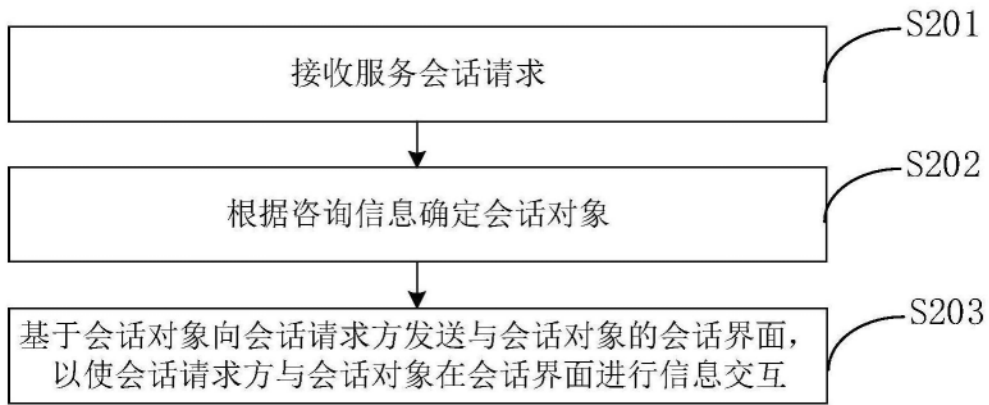 S201
接收服务会话请求
S202
根据咨询信息确定会话对象
S203
基于会话对象向会话请求方发送与会话对象的会话界面，
以使会话请求方与会话对象在会话界面进行信息交互